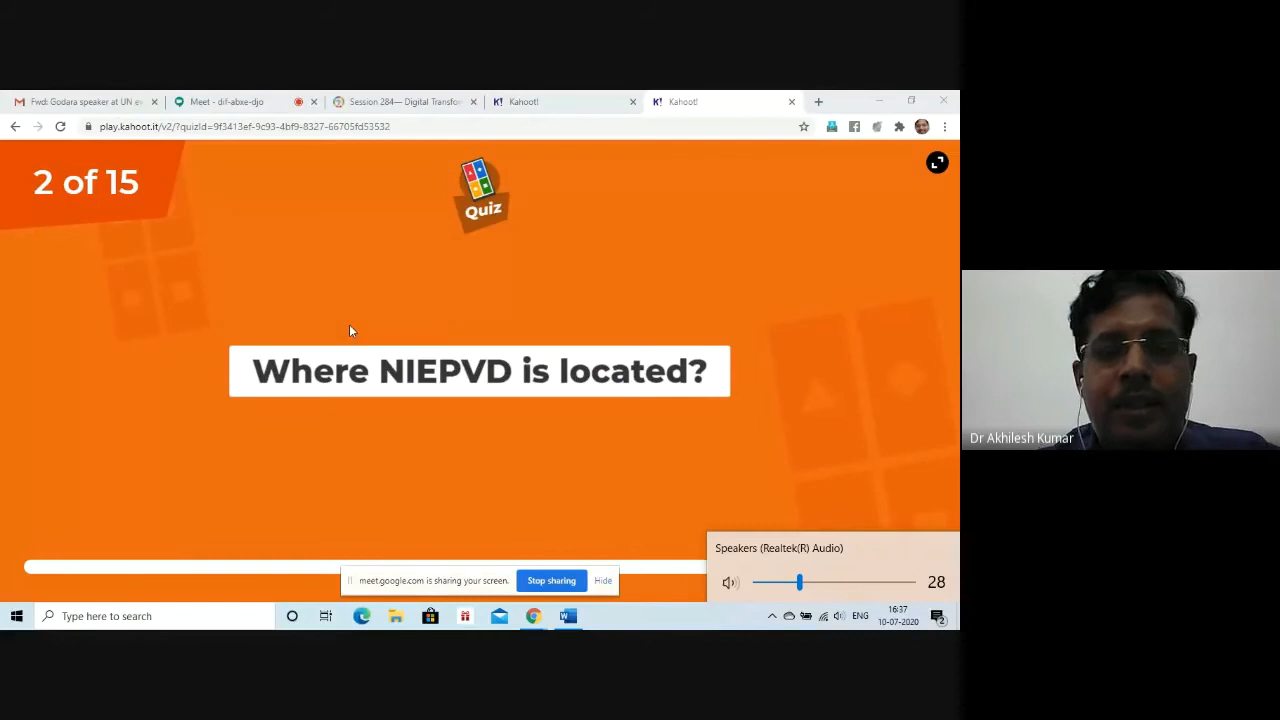 Fwd: Godara speaker at UN ev
Meet - dif-abxe-djo
Session 284— Digital Transfor
Kahoot!
Kahoot!
play.kahoot.it/v2/?quizId=9f3413ef-9c93-4bf9-8327-66705fd53532
2 of 15
Quiz
Where NIEPVD is located?
Dr Akhilesh Kumar
Speakers (Realtek(R) Audio)
28
meet.google.com is sharing your screen.
Stop sharing
Hide
Type here to search
ENG
16:37
10-07-2020
2